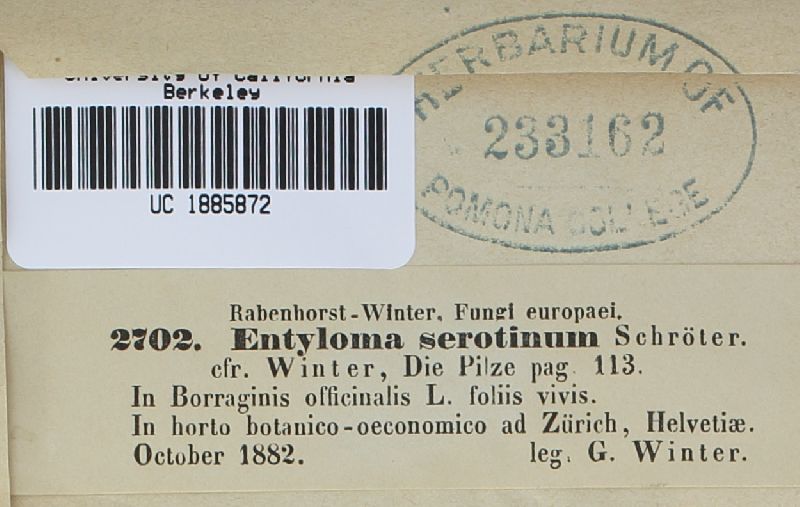 University of California
Berkeley
UC 1885872
HERBARIUM OF
233162
POMONA COLLEGE
Rabenhorst-Winter, Fungi europaei.
2702. Entyloma serotinum Schröter.
cfr. Winter, Die Pilze pag. 113.
In Borraginis officinalis L. foliis vivis.
In horto botanico-oeconomico ad Zürich, Helvetiæ.
October 1882. leg. G. Winter.